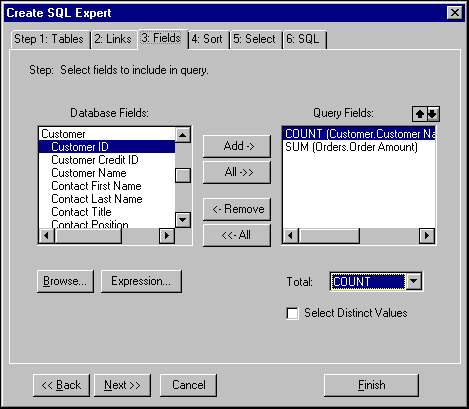 Create SQL Expert
Step 1: Tables 2: Links 3: Fields 4: Sort 5: Select 6: SQL
Step: Select fields to include in query.
Database Fields:
Customer
Customer ID
Customer Credit ID
Customer Name
Contact First Name
Contact Last Name
Contact Title
Contact Position
Add ->
All ->>
<- Remove
<<- All
Query Fields:
COUNT (Customer.Customer Na
SUM (Orders.Order Amount)
Browse...
Expression...
Total:
COUNT
Select Distinct Values
<< Back
Next >>
Cancel
Finish